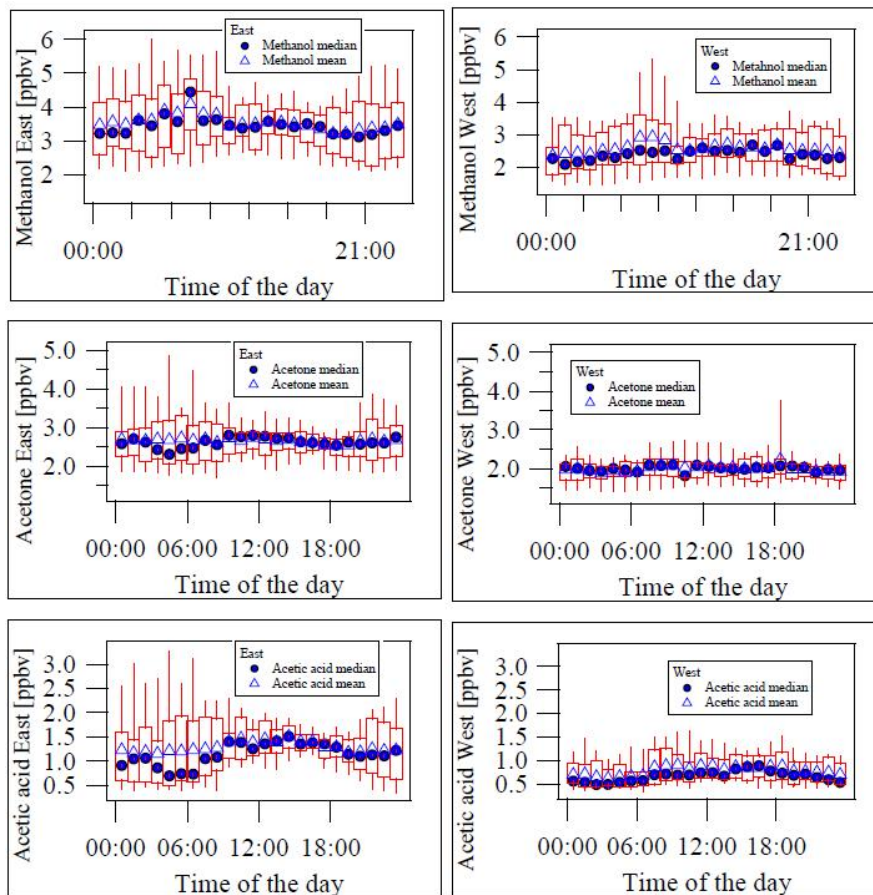 East
Methanol median
Methanol mean
6
5
4
3
2
Methanol East [ppbv]
00:00 21:00
Time of the day
West
Metahnol median
Methanol mean
6
5
4
3
2
Methanol West [ppbv]
00:00 21:00
Time of the day
East
Acetone median
Acetone mean
5.0
4.0
3.0
2.0
Acetone East [ppbv]
00:00 06:00 12:00 18:00
Time of the day
West
Acetone median
Acetone mean
5.0
4.0
3.0
2.0
Acetone West [ppbv]
00:00 06:00 12:00 18:00
Time of the day
East
Acetic acid median
Acetic acid mean
3.0
2.5
2.0
1.5
1.0
0.5
Acetic acid East [ppbv]
00:00 06:00 12:00 18:00
Time of the day
West
Acetic acid median
Acetic acid mean
3.0
2.5
2.0
1.5
1.0
0.5
Acetic acid West [ppbv]
00:00 06:00 12:00 18:00
Time of the day